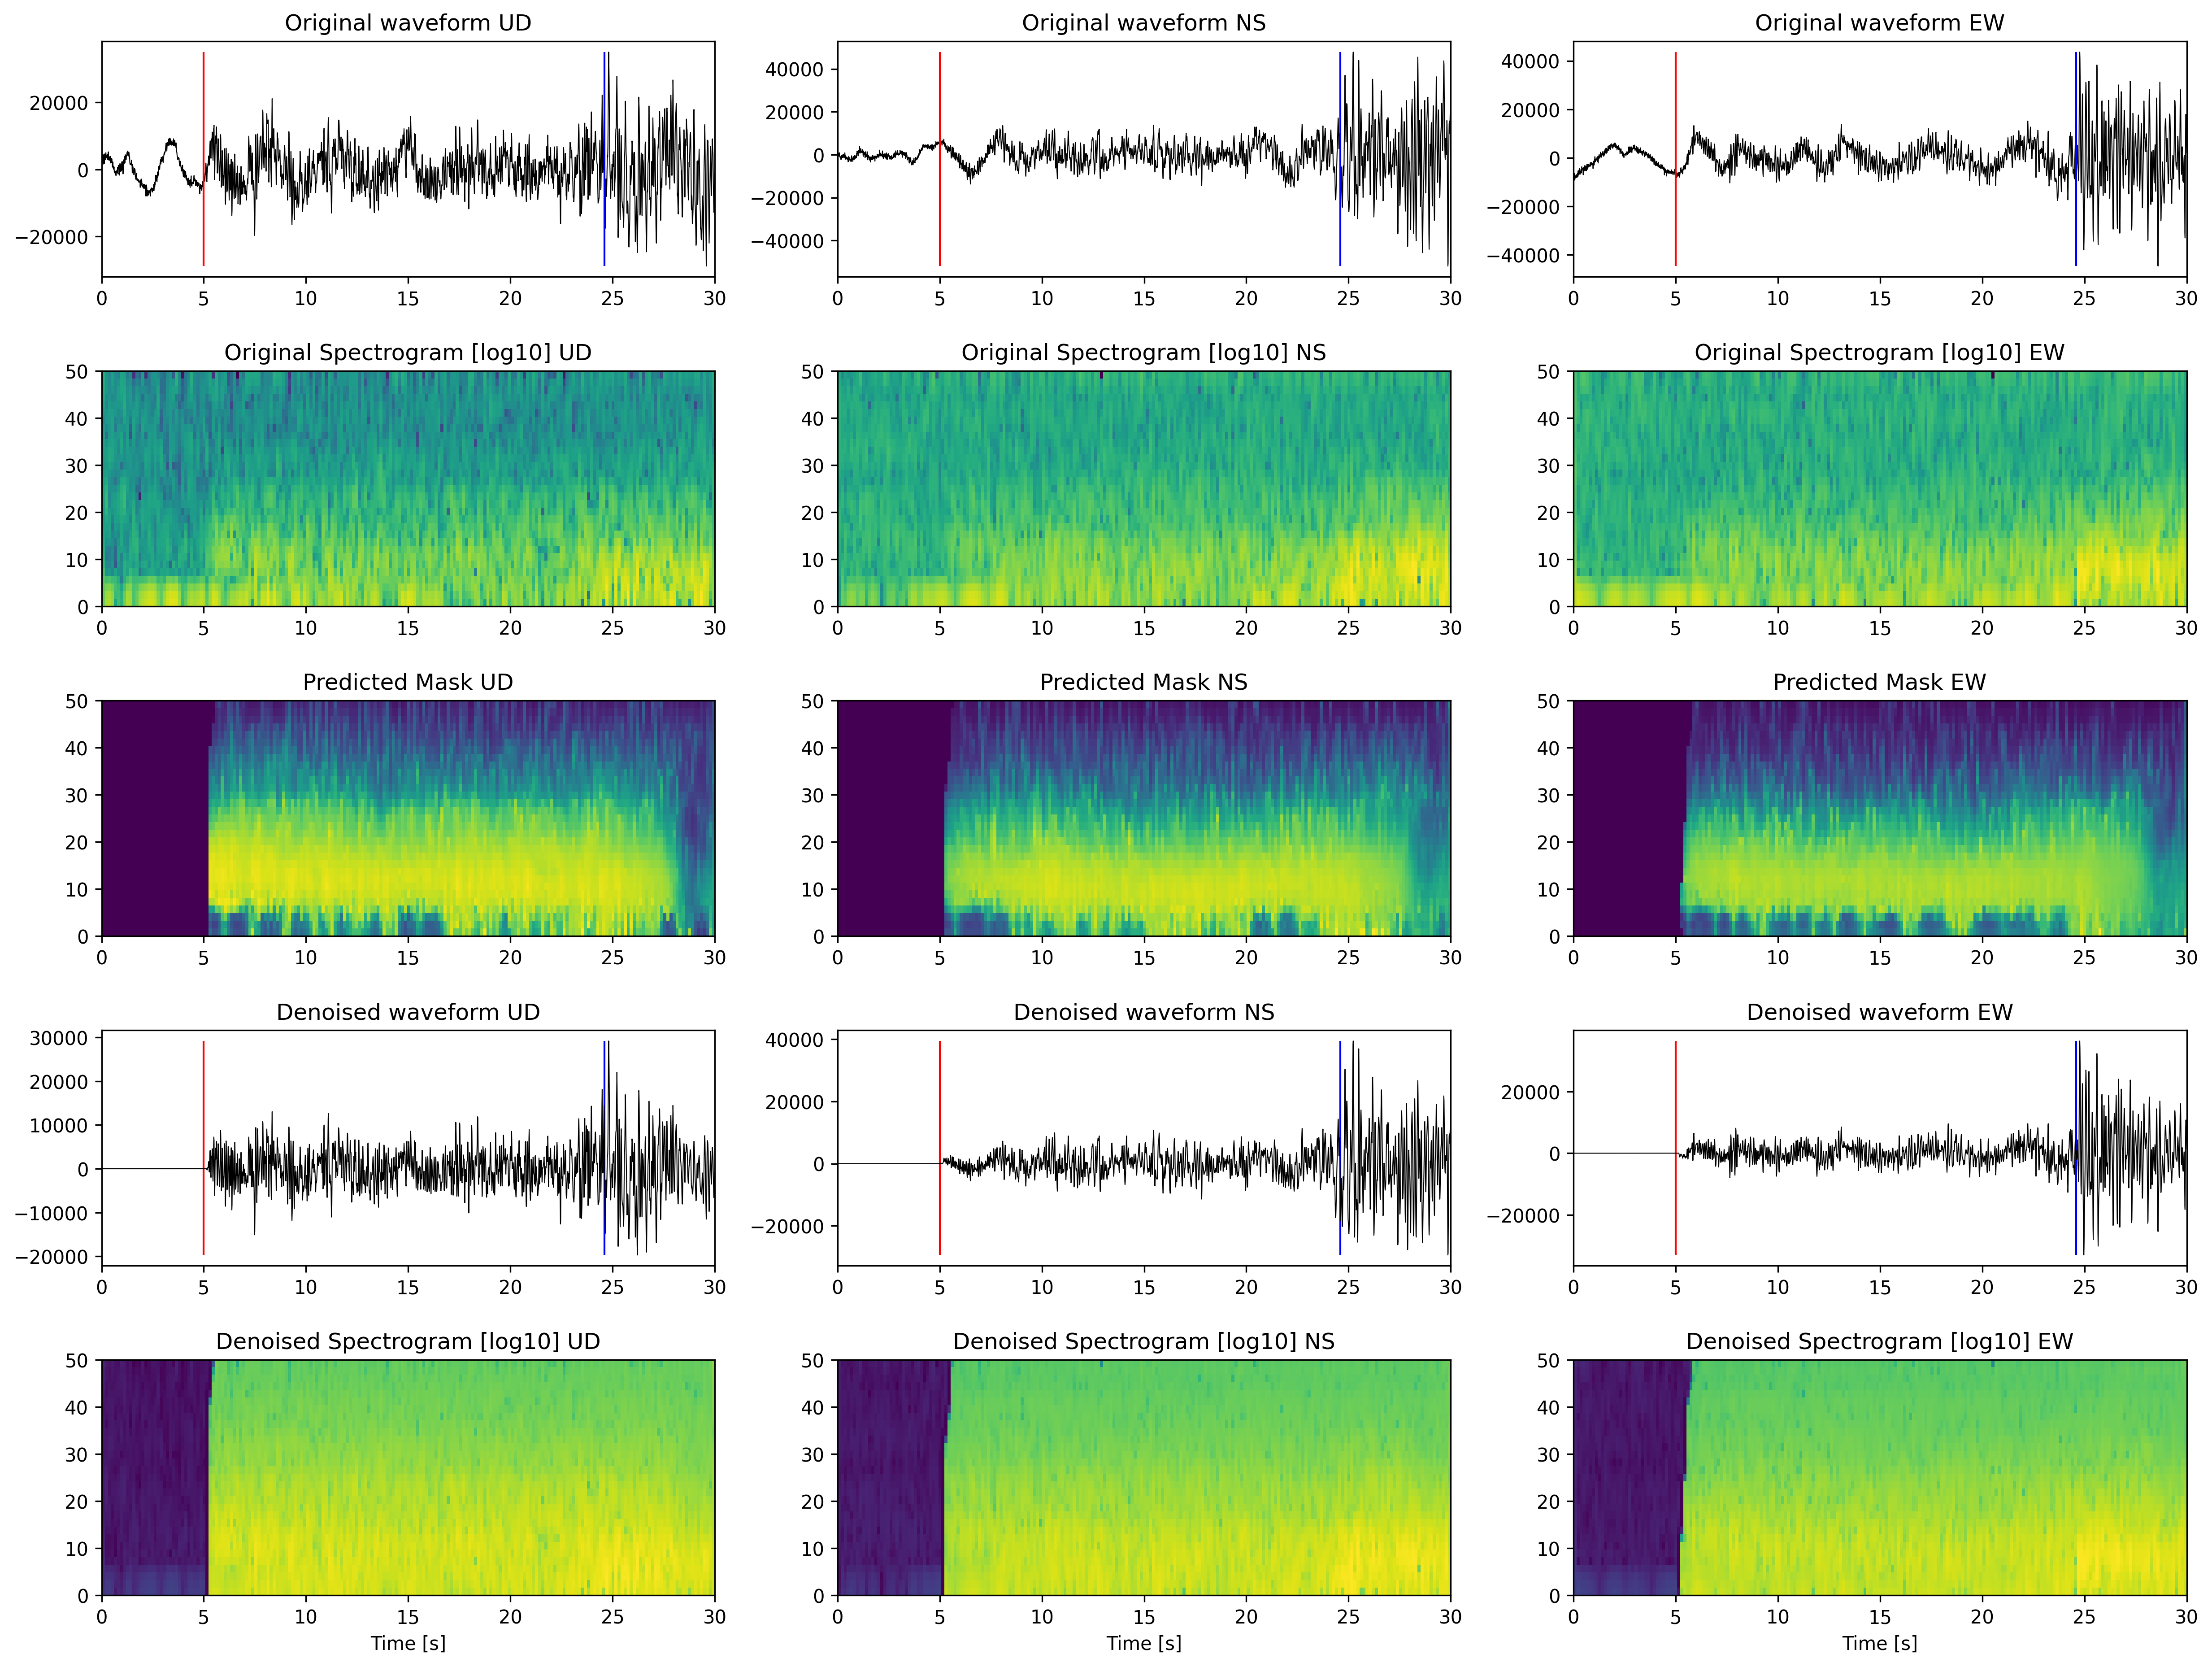 Original waveform UD
Original waveform NS
Original waveform EW
20000
0
−20000
0 5 10 15 20 25 30
40000
20000
0
−20000
−40000
0 5 10 15 20 25 30
40000
20000
0
−20000
−40000
0 5 10 15 20 25 30
Original Spectrogram [log10] UD
Original Spectrogram [log10] NS
Original Spectrogram [log10] EW
50
40
30
20
10
0
0 5 10 15 20 25 30
50
40
30
20
10
0
0 5 10 15 20 25 30
50
40
30
20
10
0
0 5 10 15 20 25 30
Predicted Mask UD
Predicted Mask NS
Predicted Mask EW
50
40
30
20
10
0
0 5 10 15 20 25 30
50
40
30
20
10
0
0 5 10 15 20 25 30
50
40
30
20
10
0
0 5 10 15 20 25 30
Denoised waveform UD
Denoised waveform NS
Denoised waveform EW
30000
20000
10000
0
−10000
−20000
0 5 10 15 20 25 30
40000
20000
0
−20000
0 5 10 15 20 25 30
20000
0
−20000
0 5 10 15 20 25 30
Denoised Spectrogram [log10] UD
Denoised Spectrogram [log10] NS
Denoised Spectrogram [log10] EW
50
40
30
20
10
0
0 5 10 15 20 25 30
Time [s]
50
40
30
20
10
0
0 5 10 15 20 25 30
Time [s]
50
40
30
20
10
0
0 5 10 15 20 25 30
Time [s]